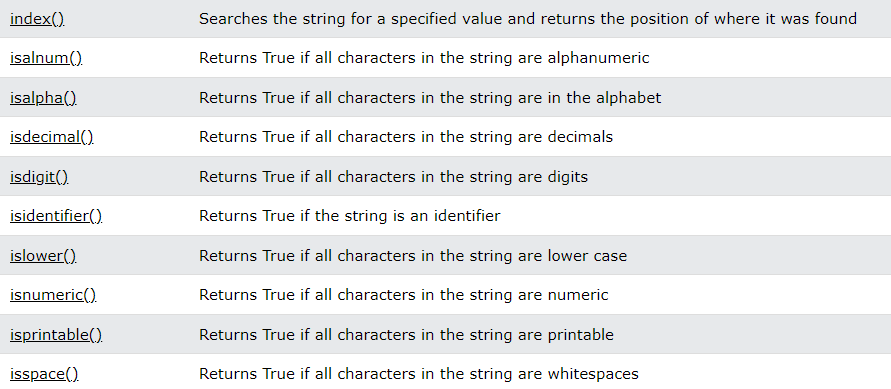 index() Searches the string for a specified value and returns the position of where it was found
isalnum() Returns True if all characters in the string are alphanumeric
isalpha() Returns True if all characters in the string are in the alphabet
isdecimal() Returns True if all characters in the string are decimals
isdigit() Returns True if all characters in the string are digits
isidentifier() Returns True if the string is an identifier
islower() Returns True if all characters in the string are lower case
isnumeric() Returns True if all characters in the string are numeric
isprintable() Returns True if all characters in the string are printable
isspace() Returns True if all characters in the string are whitespaces